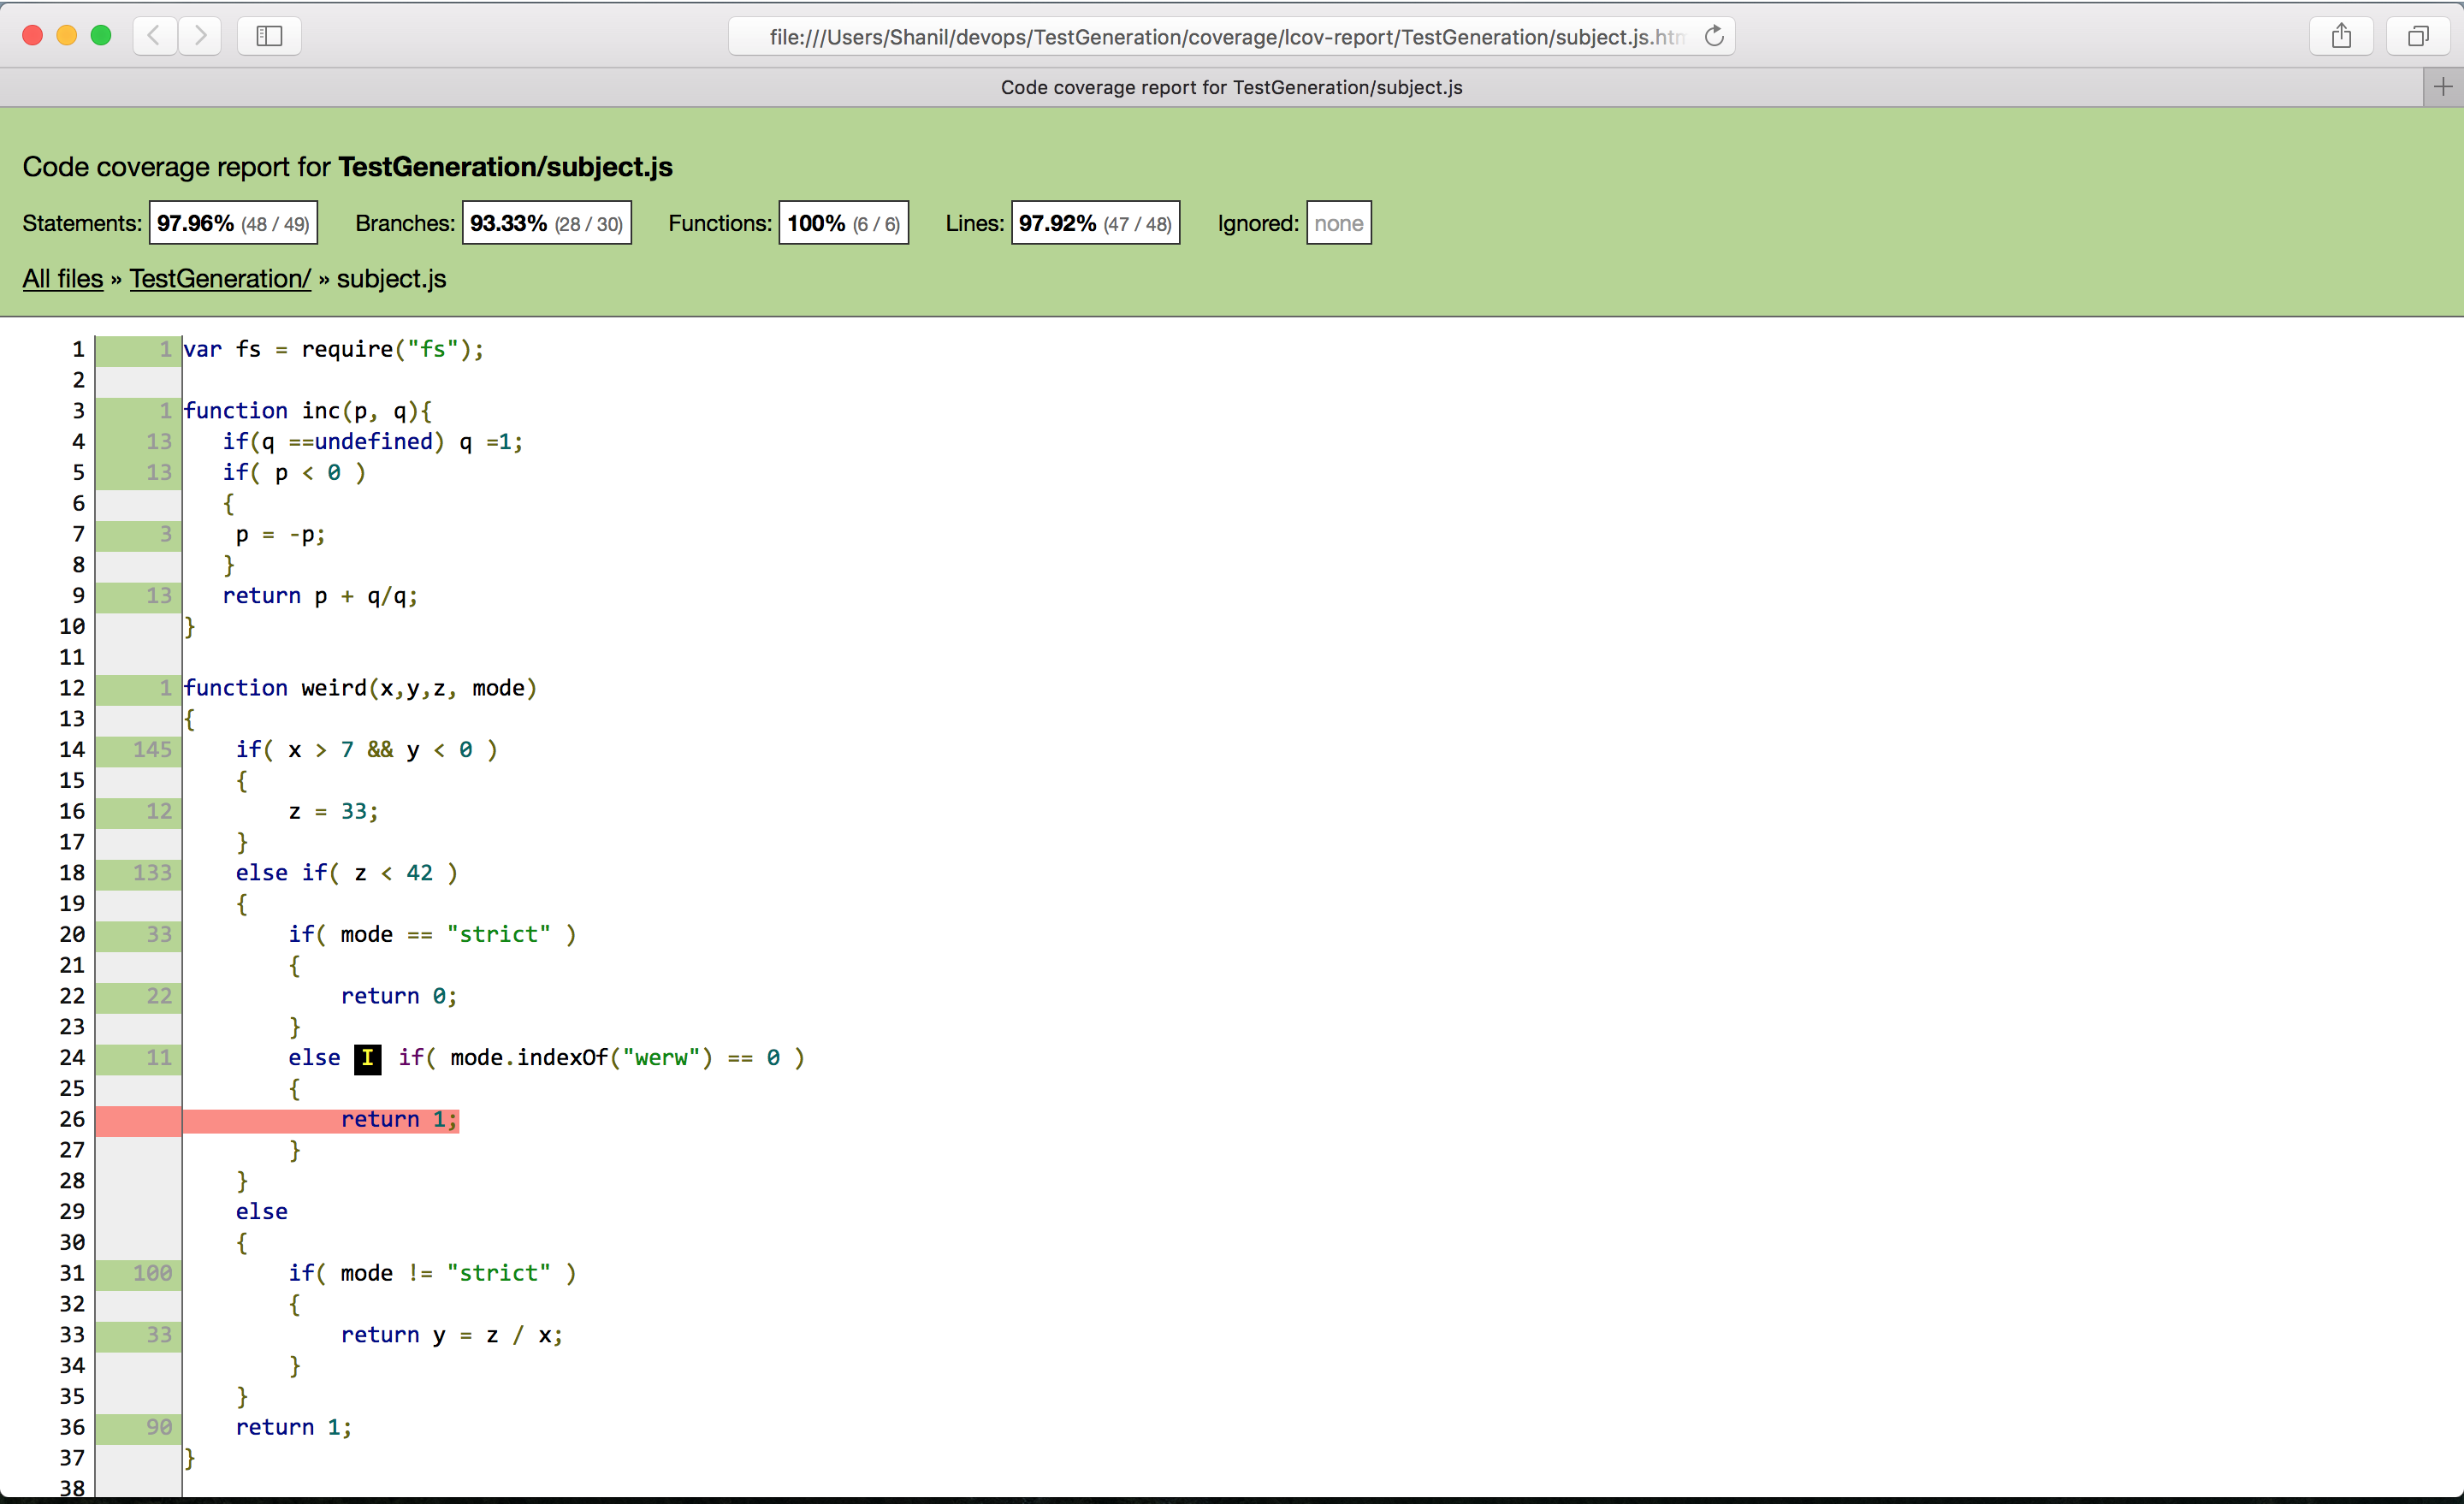 file:///Users/Shanil/devops/TestGeneration/coverage/lcov-report/TestGeneration/subject.js.htm
Code coverage report for TestGeneration/subject.js
Code coverage report for TestGeneration/subject.js
Statements: 97.96% (48 / 49) Branches: 93.33% (28 / 30) Functions: 100% (6 / 6) Lines: 97.92% (47 / 48) Ignored: none
All files » TestGeneration/ » subject.js
1 1 var fs = require("fs");
2
3 1 function inc(p, q){
4 13 if(q ==undefined) q =1;
5 13 if( p < 0 )
6 {
7 3 p = -p;
8 }
9 13 return p + q/q;
10 }
11
12 1 function weird(x,y,z, mode)
13 {
14 145 if( x > 7 && y < 0 )
15 {
16 12 z = 33;
17 }
18 133 else if( z < 42 )
19 {
20 33 if( mode == "strict" )
21 {
22 22 return 0;
23 }
24 11 else I if( mode.indexOf("werw") == 0 )
25 {
26 return 1;
27 }
28 }
29 else
30 {
31 100 if( mode != "strict" )
32 {
33 33 return y = z / x;
34 }
35 }
36 90 return 1;
37 }
38